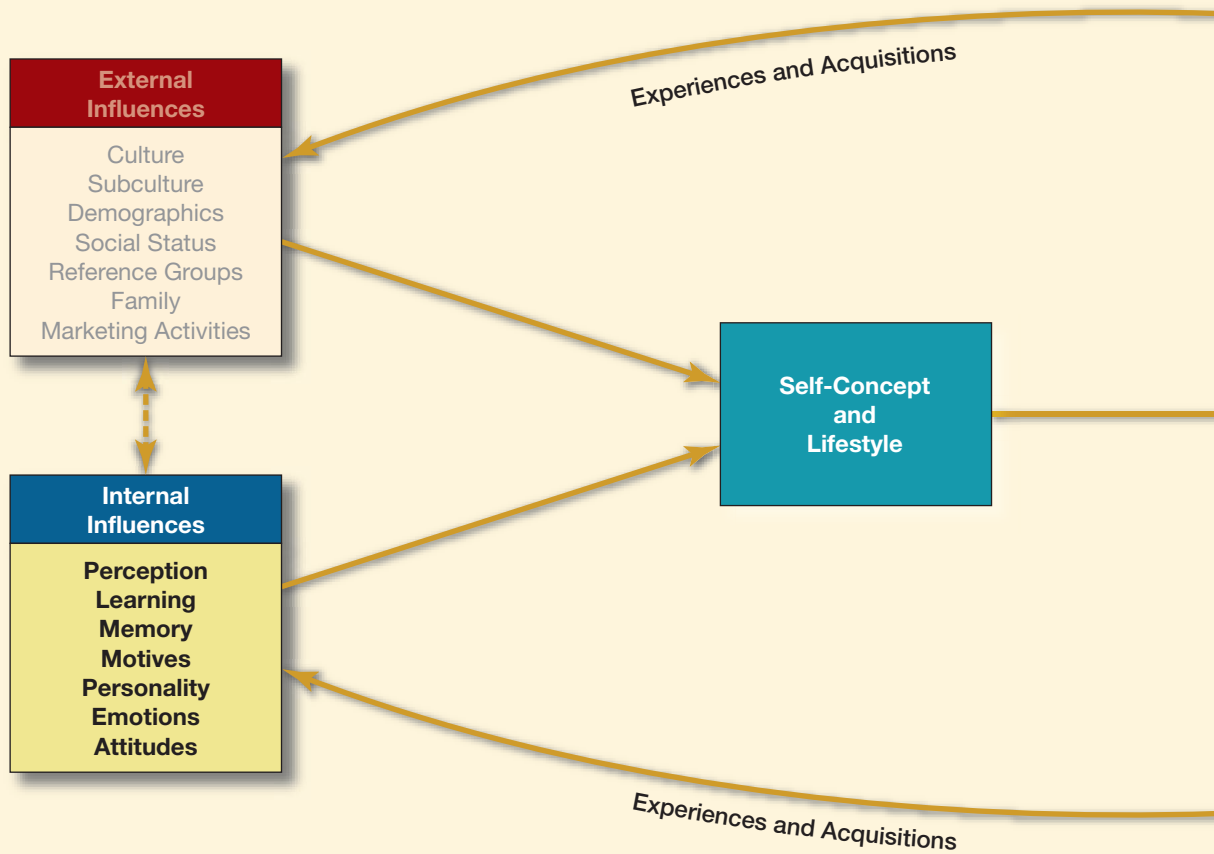 Experiences and Acquisitions
External
Influences
Culture
Subculture
Demographics
Social Status
Reference Groups
Family
Marketing Activities
Self-Concept
and
Lifestyle
Internal
Influences
Perception
Learning
Memory
Motives
Personality
Emotions
Attitudes
Experiences and Acquisitions